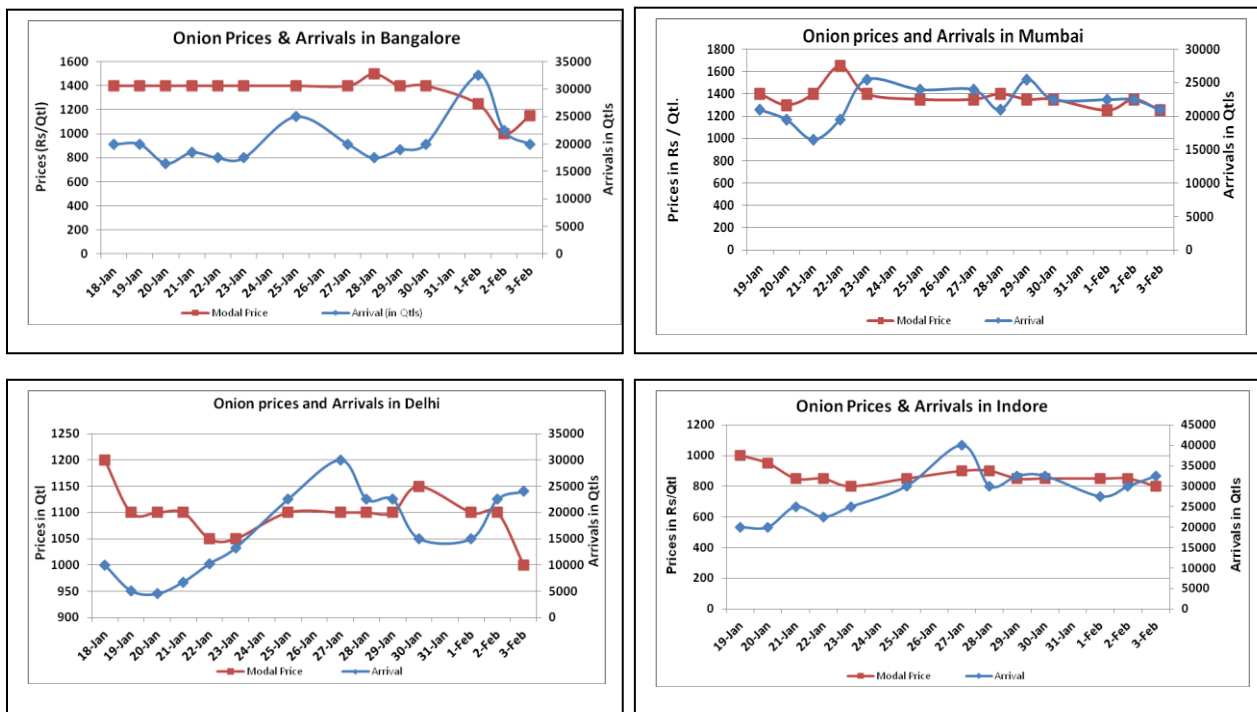 Onion Prices & Arrivals in Bangalore
Prices (Rs/Qtl)
1600
1400
1200
1000
800
600
400
200
0
35000
30000
25000
20000
15000
10000
5000
0
Arrivals in Qtls
18-Jan
19-Jan
20-Jan
21-Jan
22-Jan
23-Jan
24-Jan
25-Jan
26-Jan
27-Jan
28-Jan
29-Jan
30-Jan
31-Jan
1-Feb
2-Feb
3-Feb
Modal Price Arrival (in Qtls)
Onion prices and Arrivals in Mumbai
Prices in Rs / Qtl.
1800
1600
1400
1200
1000
800
600
400
200
0
30000
25000
20000
15000
10000
5000
0
Arrivals in Qtls
19-Jan
20-Jan
21-Jan
22-Jan
23-Jan
24-Jan
25-Jan
26-Jan
27-Jan
28-Jan
29-Jan
30-Jan
31-Jan
1-Feb
2-Feb
3-Feb
Modal Price Arrival
Onion prices and Arrivals in Delhi
Prices in Qtl
1250
1200
1150
1100
1050
1000
950
900
35000
30000
25000
20000
15000
10000
5000
0
Arrivals in Qtls
18-Jan
19-Jan
20-Jan
21-Jan
22-Jan
23-Jan
24-Jan
25-Jan
26-Jan
27-Jan
28-Jan
29-Jan
30-Jan
31-Jan
1-Feb
2-Feb
3-Feb
Modal Price Arrival
Onion Prices & Arrivals in Indore
Prices in Rs/Qtl
1200
1000
800
600
400
200
0
45000
40000
35000
30000
25000
20000
15000
10000
5000
0
Arrivals in Qtls
19-Jan
20-Jan
21-Jan
22-Jan
23-Jan
24-Jan
25-Jan
26-Jan
27-Jan
28-Jan
29-Jan
30-Jan
31-Jan
1-Feb
2-Feb
3-Feb
Modal Price Arrival